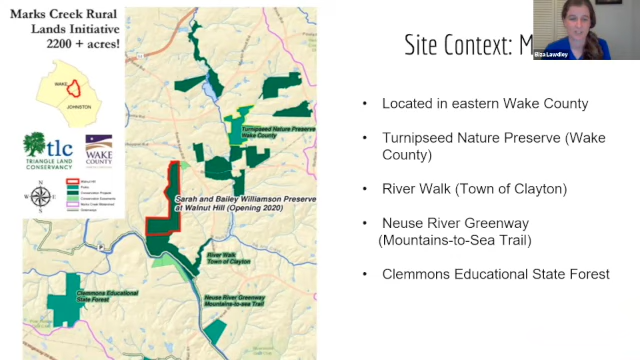 Marks Creek Rural
Lands Initiative
2200 + acres!
WAKE
JOHNSTON
tlc
TRIANGLE LAND
CONSERVANCY
WAKE
COUNTY
Turnipseed Nature Preserve
Wake County
Sarah and Bailey Williamson Preserve
at Walnut Hill (Opening 2020)
River Walk
Town of Clayton
Clemmons Educational
State Forest
Neuse River Greenway
Mountains-to-sea Trail
Site Context: M
Eliza Lawdley
• Located in eastern Wake County
• Turnipseed Nature Preserve (Wake
County)
• River Walk (Town of Clayton)
• Neuse River Greenway
(Mountains-to-Sea Trail)
• Clemmons Educational State Forest